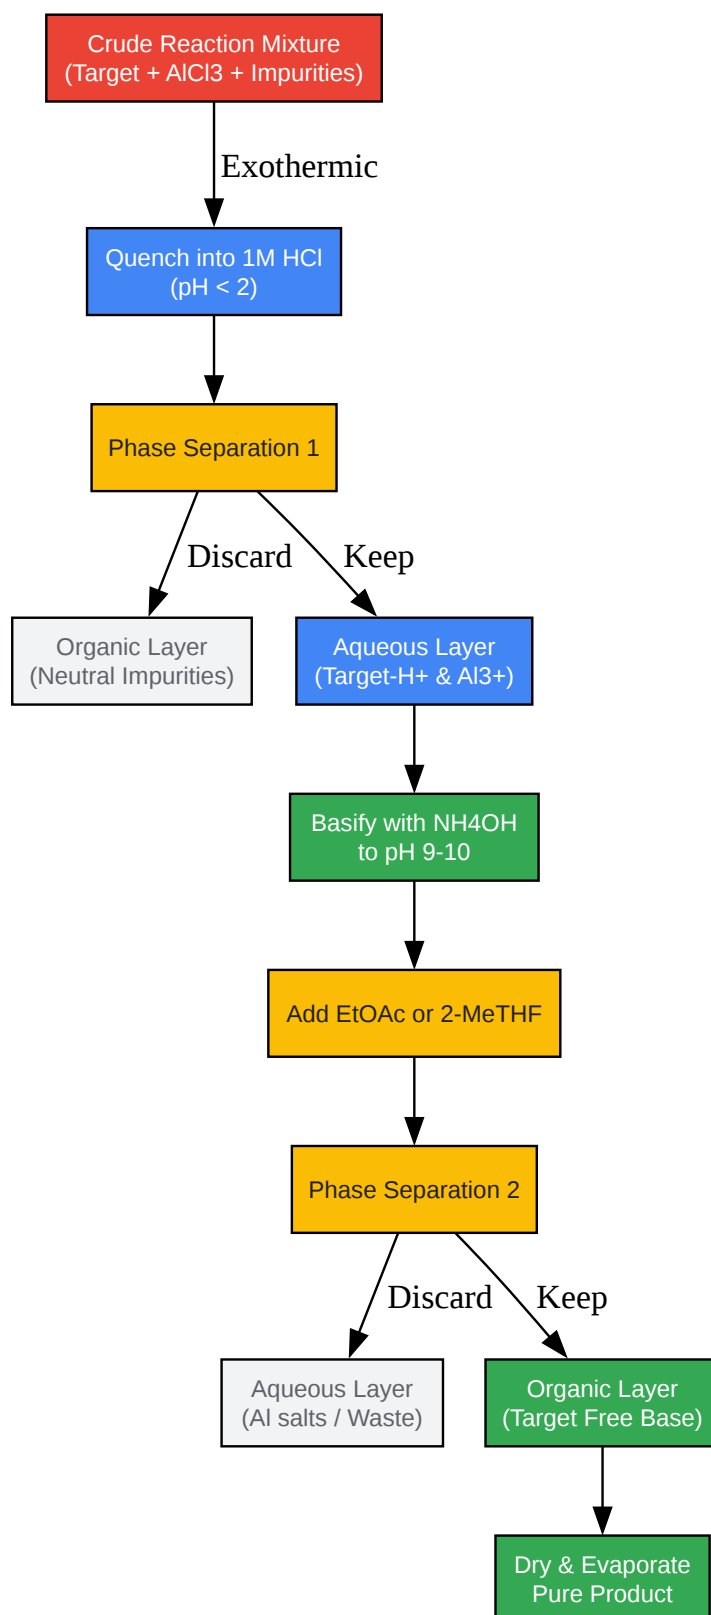 Crude Reaction Mixture
(Target + AlCl3 + Impurities)
Exothermic
Quench into 1M HCl
(pH < 2)
Phase Separation 1
Discard
Keep
Organic Layer
(Neutral Impurities)
Aqueous Layer
(Target-H+ & Al3+)
Basify with NH4OH
to pH 9-10
Add EtOAc or 2-MeTHF
Phase Separation 2
Discard
Keep
Aqueous Layer
(Al salts / Waste)
Organic Layer
(Target Free Base)
Dry & Evaporate
Pure Product